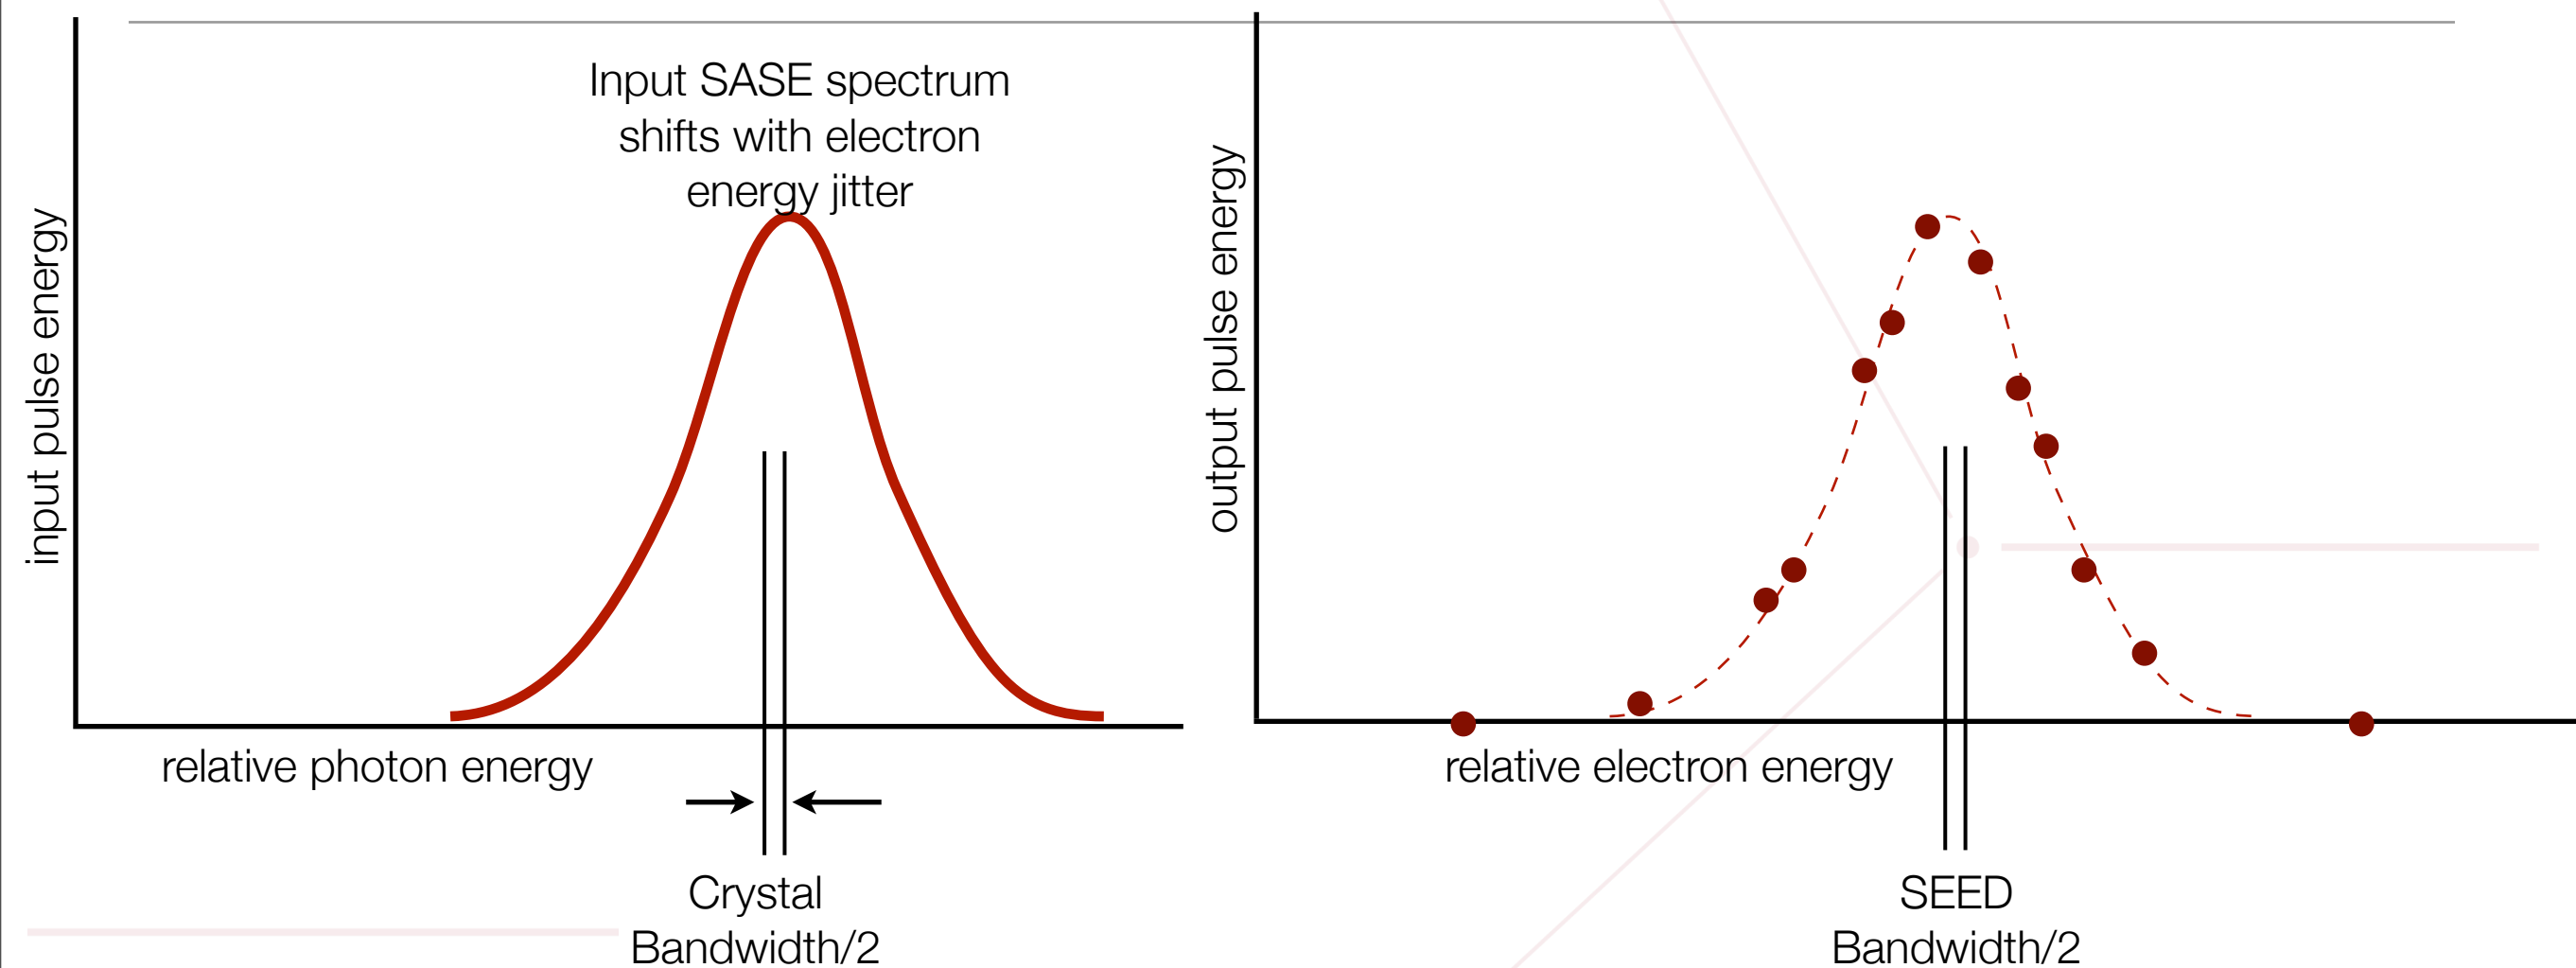 Input SASE spectrum
shifts with electron
energy jitter
input pulse energy
relative photon energy
Crystal
Bandwidth/2
output pulse energy
relative electron energy
SEED
Bandwidth/2